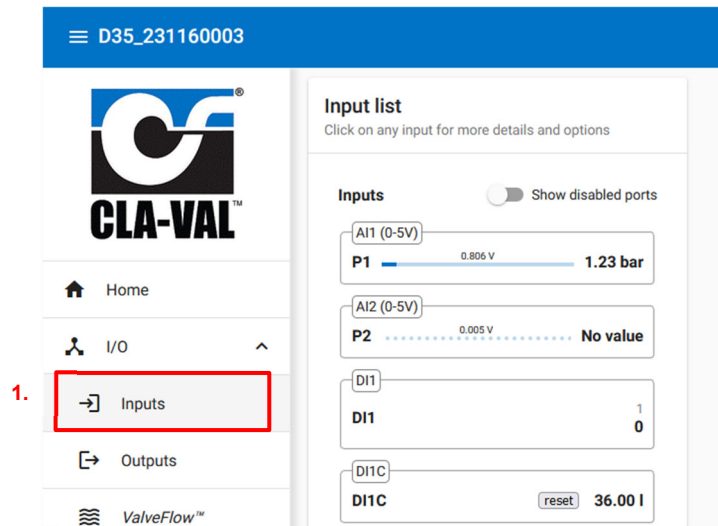 D35_231160003
®
CLA-VAL™
Home
I/O
1.
Inputs
Outputs
ValveFlow™
Input list
Click on any input for more details and options
Inputs
Show disabled ports
AI1 (0-5V)
P1
0.806 V
1.23 bar
AI2 (0-5V)
P2
0.005 V
No value
DI1
1
DI1
0
DI1C
DI1C
reset
36.00 l